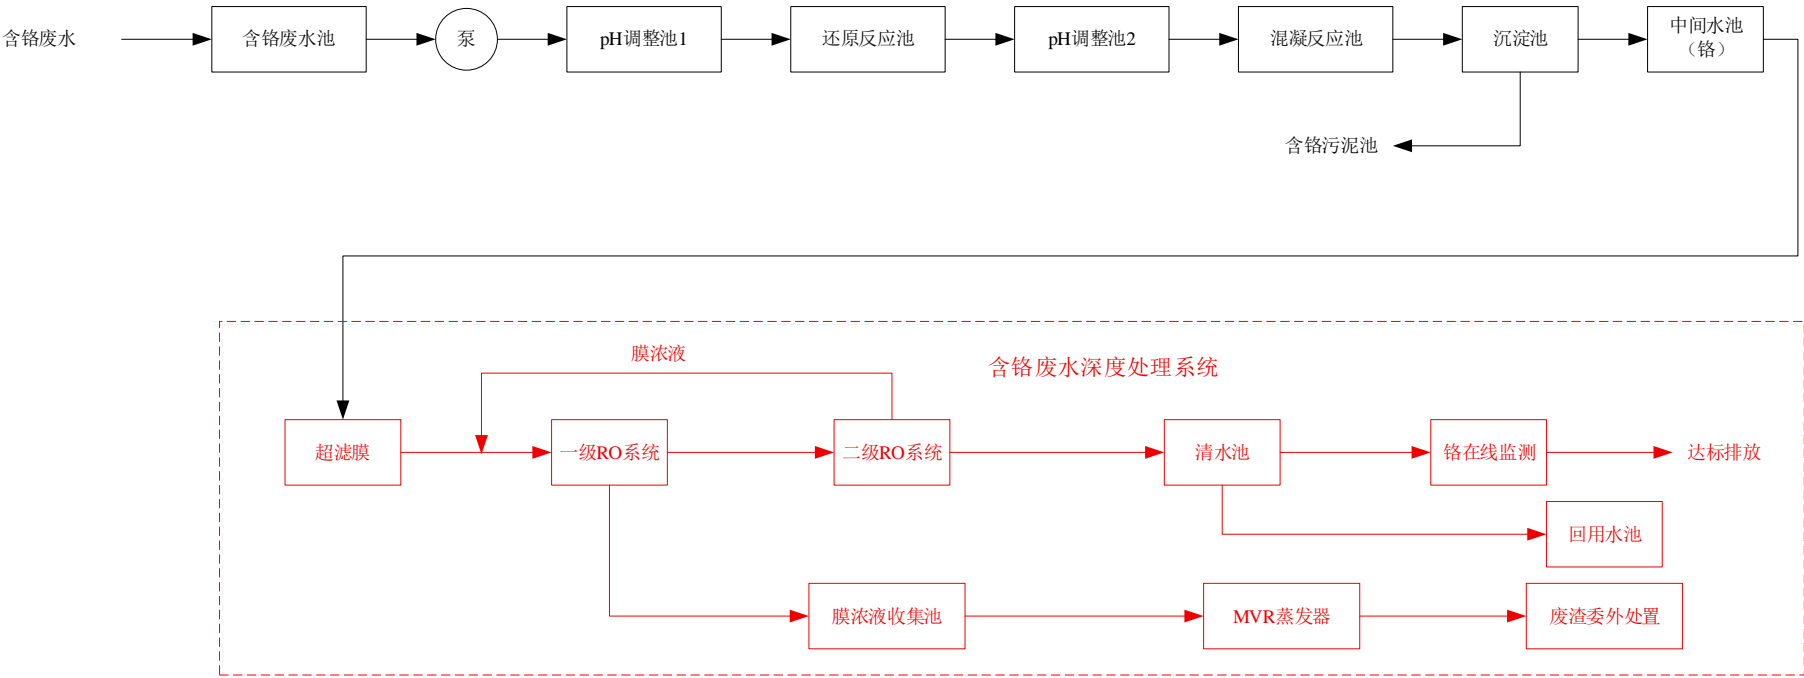 含铬废水
含铬废水池
泵
pH调整池1
还原反应池
pH调整池2
混凝反应池
沉淀池
中间水池
（铬）
含铬污泥池
膜浓液
含铬废水深度处理系统
超滤膜
一级RO系统
二级RO系统
清水池
铬在线监测
达标排放
回用水池
膜浓液收集池
MVR蒸发器
废渣委外处置